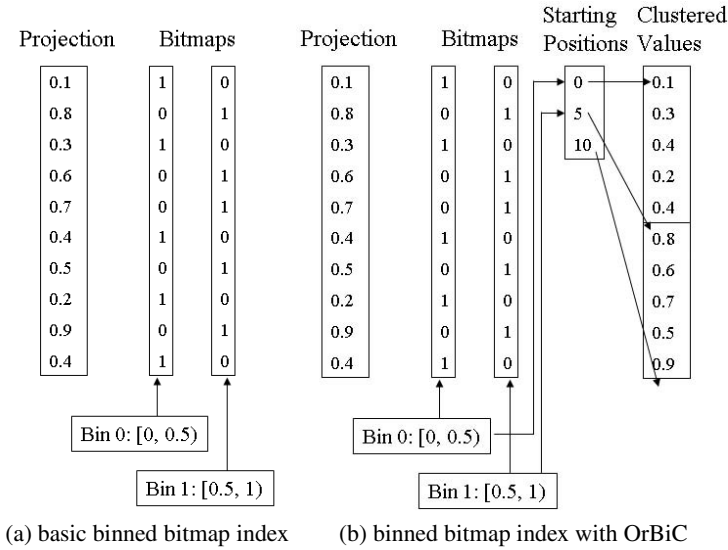 Starting Clustered
Projection Bitmaps Projection Bitmaps Positions Values
0.1 1 0 0.1 1 0 0 0.1
0.8 0 1 0.8 0 1 5 0.3
0.3 1 0 0.3 1 0 10 0.4
0.6 0 1 0.6 0 1 0.2
0.7 0 1 0.7 0 1 0.4
0.4 1 0 0.4 1 0 0.8
0.5 0 1 0.5 0 1 0.6
0.2 1 0 0.2 1 0 0.7
0.9 0 1 0.9 0 1 0.5
0.4 1 0 0.4 1 0 0.9
Bin 0: [0, 0.5) Bin 0: [0, 0.5)
Bin 1: [0.5, 1) Bin 1: [0.5, 1)
(a) basic binned bitmap index (b) binned bitmap index with OrBiC